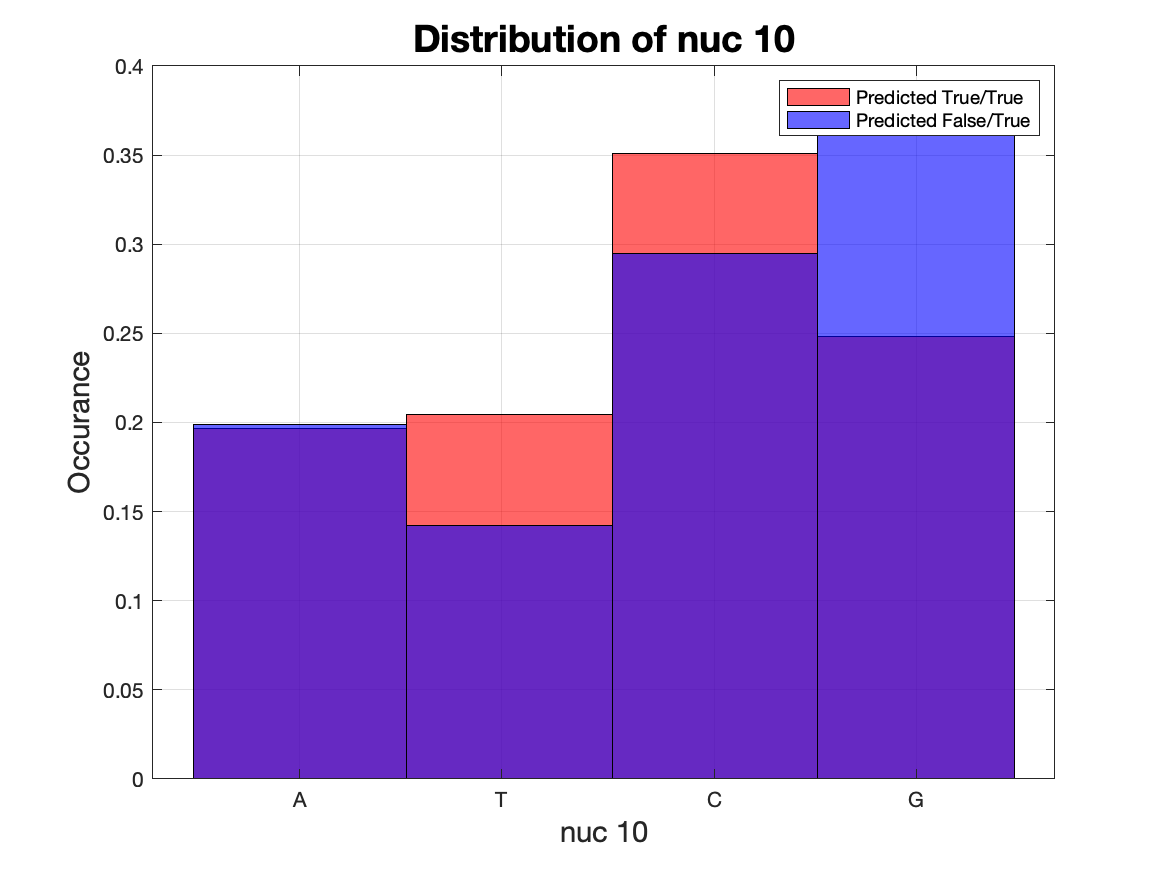 Distribution of nuc 10
Predicted True/True
Predicted False/True
Occurance
0.4
0.35
0.3
0.25
0.2
0.15
0.1
0.05
0
A T C G
nuc 10